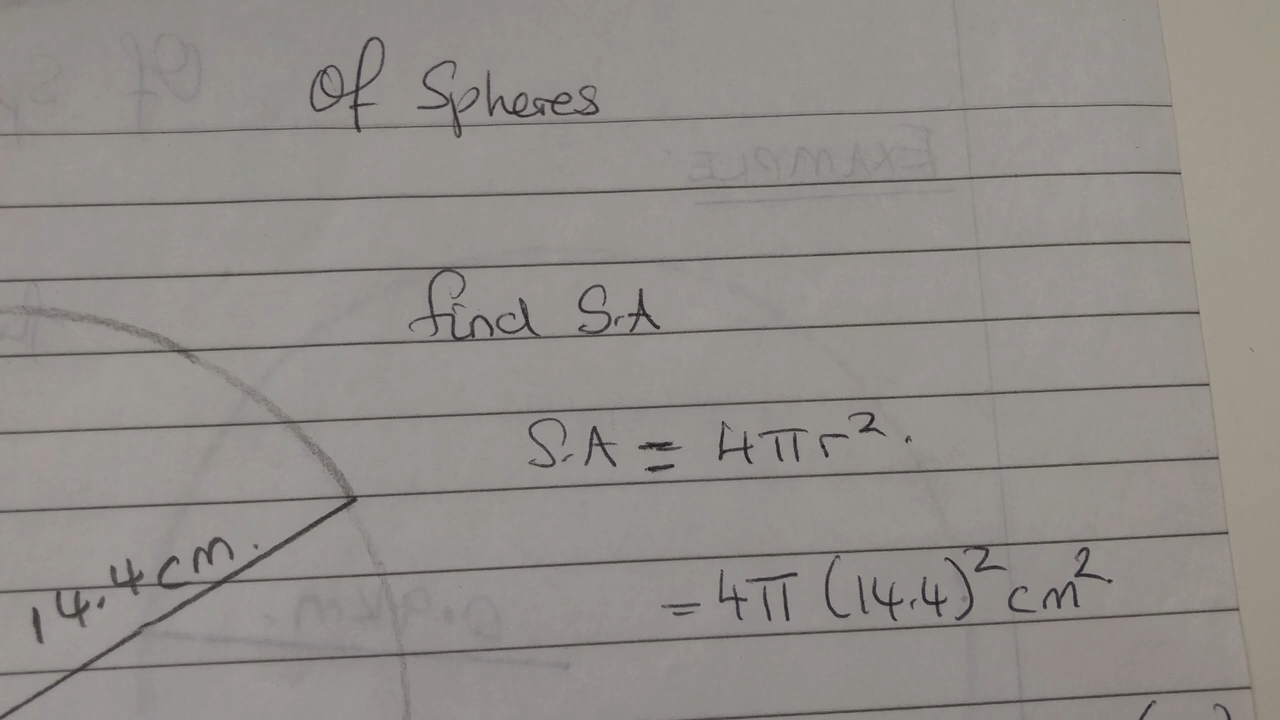 Of Spheres
find S.A
S.A = 4πr².
14.4cm.
= 4π (14.4)² cm².